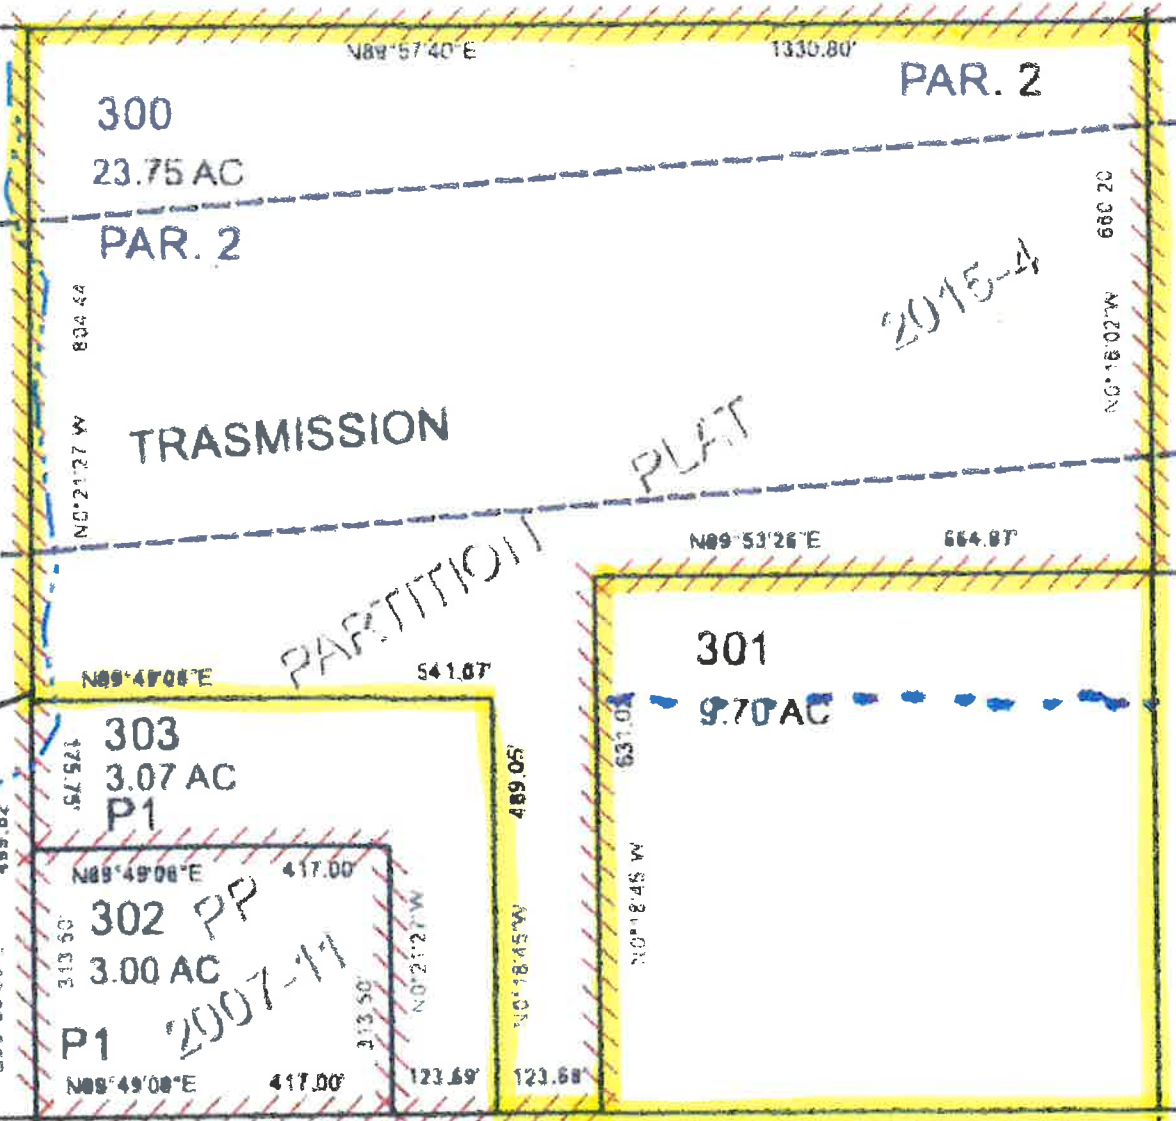 N89°57'40"E 1330.80'
PAR. 2
300
23.75 AC
PAR. 2
660.20
N0°16'02"W
804.44
N0°21'27"W
2015-4
TRASMISSION
PLAT
PARTITION
N89°53'26"E 664.87'
N89°49'08"E 541.07'
301
9.70 AC
631.02
N0°18'45"W
303
3.07 AC
P1
175.75'
489.05'
N0°18'45"W
N89°49'08"E 417.00'
302
3.00 AC
P1
PP
2007-11
313.50'
313.50'
N0°21'27"W
N89°49'08"E 417.00'
123.69' 123.68'